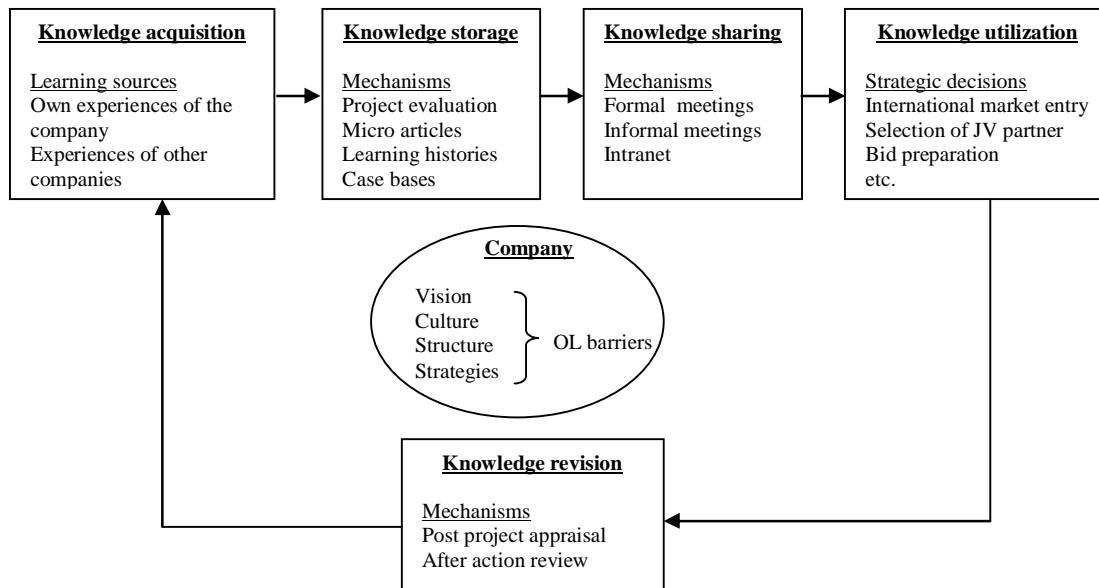 Knowledge acquisition
Learning sources
Own experiences of the
company
Experiences of other
companies
Knowledge storage
Mechanisms
Project evaluation
Micro articles
Learning histories
Case bases
Knowledge sharing
Mechanisms
Formal meetings
Informal meetings
Intranet
Knowledge utilization
Strategic decisions
International market entry
Selection of JV partner
Bid preparation
etc.
Company
Vision
Culture
Structure
Strategies
OL barriers
Knowledge revision
Mechanisms
Post project appraisal
After action review